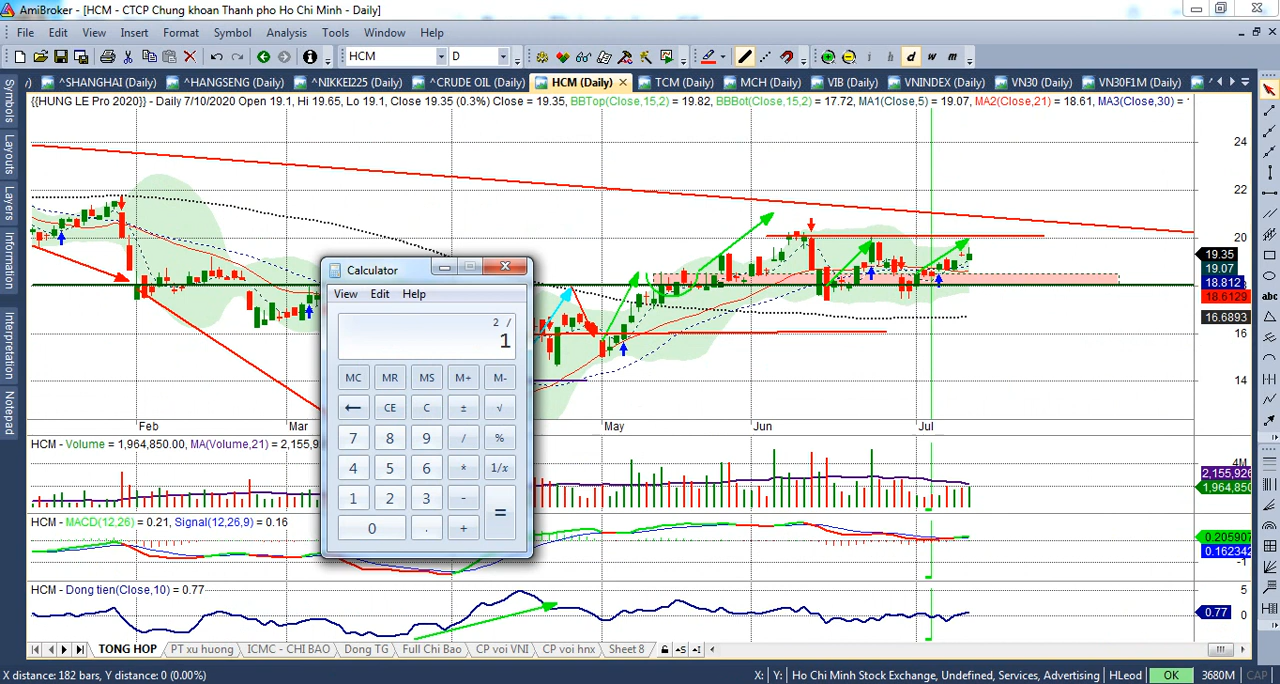 AmiBroker - [HCM - CTCP Chung khoan Thanh pho Ho Chi Minh - Daily]
File Edit View Insert Format Symbol Analysis Tools Window Help
HCM D i h d w m
^SHANGHAI (Daily) ^HANGSENG (Daily) ^NIKKEI225 (Daily) ^CRUDE OIL (Daily) HCM (Daily) TCM (Daily) MCH (Daily) VIB (Daily) VNINDEX (Daily) VN30 (Daily) VN30F1M (Daily)
{{HUNG LE Pro 2020}} - Daily 7/10/2020 Open 19.1, Hi 19.65, Lo 19.1, Close 19.35 (0.3%) Close = 19.35, BBTop(Close,15,2) = 19.82, BBBot(Close,15,2) = 17.72, MA1(Close,5) = 19.07, MA2(Close,21) = 18.61, MA3(Close,30) =
Symbols
Layouts
Layers
Information
Interpretation
Notepad
24
22
20
19.35
19.07
18.812
18.6129
16.6893
16
14
Feb Mar May Jun Jul
Calculator
View Edit Help
2 /
1
MC MR MS M+ M-
← CE C ± √
7 8 9 / %
4 5 6 * 1/x
1 2 3 - =
0 . +
HCM - Volume = 1,964,850.00, MA(Volume,21) = 2,155,9
4M
2,155,926
1,964,850
HCM - MACD(12,26) = 0.21, Signal(12,26,9) = 0.16
0.205907
0.162342
-1
HCM - Dong tien(Close,10) = 0.77
5
0.77
0
TONG HOP PT xu huong ICMC - CHI BAO Dong TG Full Chi Bao CP voi VNI CP voi hnx Sheet 8
X distance: 182 bars, Y distance: 0 (0.00%) X: Y: Ho Chi Minh Stock Exchange, Undefined, Services, Advertising HLeod OK 3680M CAP
abc